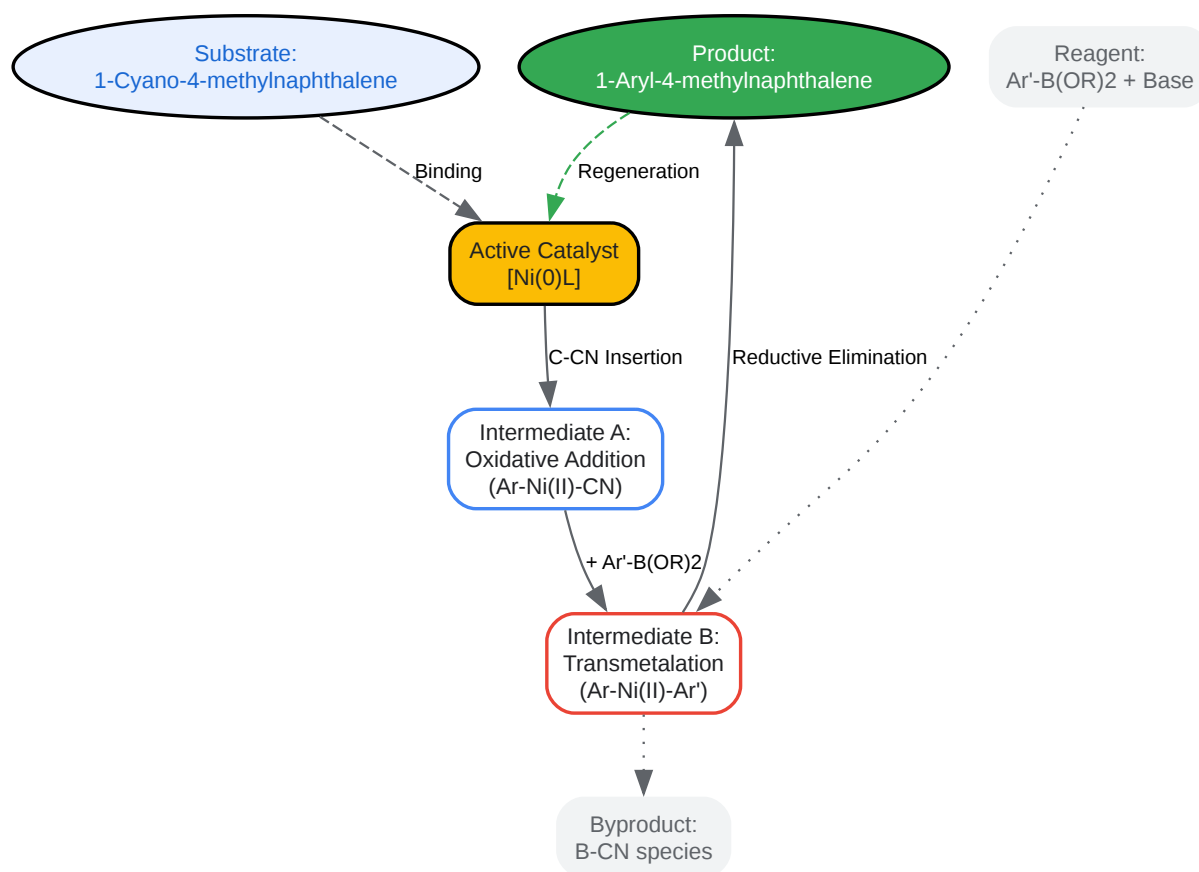 Substrate:
1-Cyano-4-methylnaphthalene
Product:
1-Aryl-4-methylnaphthalene
Reagent:
Ar'-B(OR)2 + Base
Binding
Regeneration
Active Catalyst
[Ni(0)L]
C-CN Insertion
Reductive Elimination
Intermediate A:
Oxidative Addition
(Ar-Ni(II)-CN)
+ Ar'-B(OR)2
Intermediate B:
Transmetalation
(Ar-Ni(II)-Ar')
Byproduct:
B-CN species